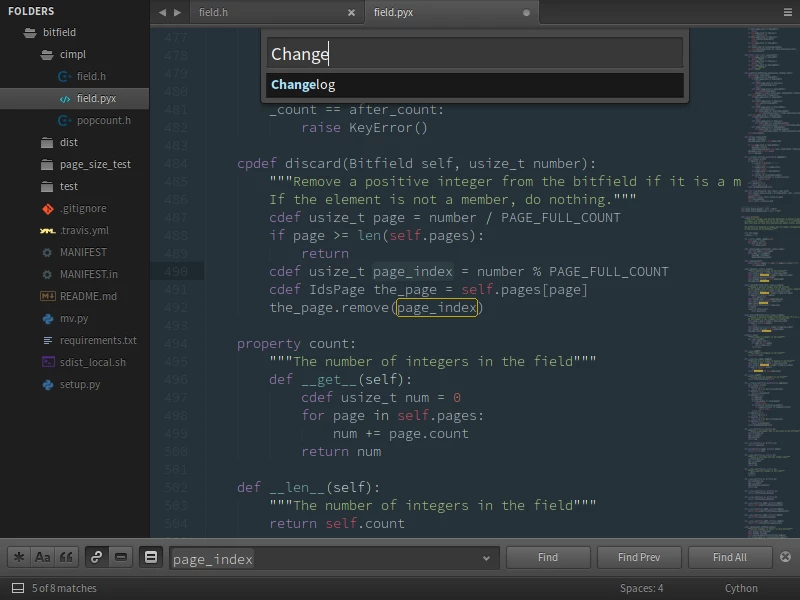 FOLDERS
bitfield
cimpl
field.h
field.pyx
popcount.h
dist
page_size_test
test
.gitignore
.travis.yml
MANIFEST
MANIFEST.in
README.md
mv.py
requirements.txt
sdist_local.sh
setup.py
field.h
field.pyx
Change
Changelog
477
478
479
481 _count == after_count:
482 raise KeyError()
483
484 cpdef discard(Bitfield self, usize_t number):
485 """Remove a positive integer from the bitfield if it is a m
486 If the element is not a member, do nothing."""
487 cdef usize_t page = number / PAGE_FULL_COUNT
488 if page >= len(self.pages):
489 return
490 cdef usize_t page_index = number % PAGE_FULL_COUNT
491 cdef IdsPage the_page = self.pages[page]
492 the_page.remove(page_index)
493
494 property count:
495 """The number of integers in the field"""
496 def __get__(self):
497 cdef usize_t num = 0
498 for page in self.pages:
499 num += page.count
500 return num
501
502 def __len__(self):
503 """The number of integers in the field"""
504 return self.count
Aa
page_index
Find
Find Prev
Find All
5 of 8 matches
Spaces: 4
Cython